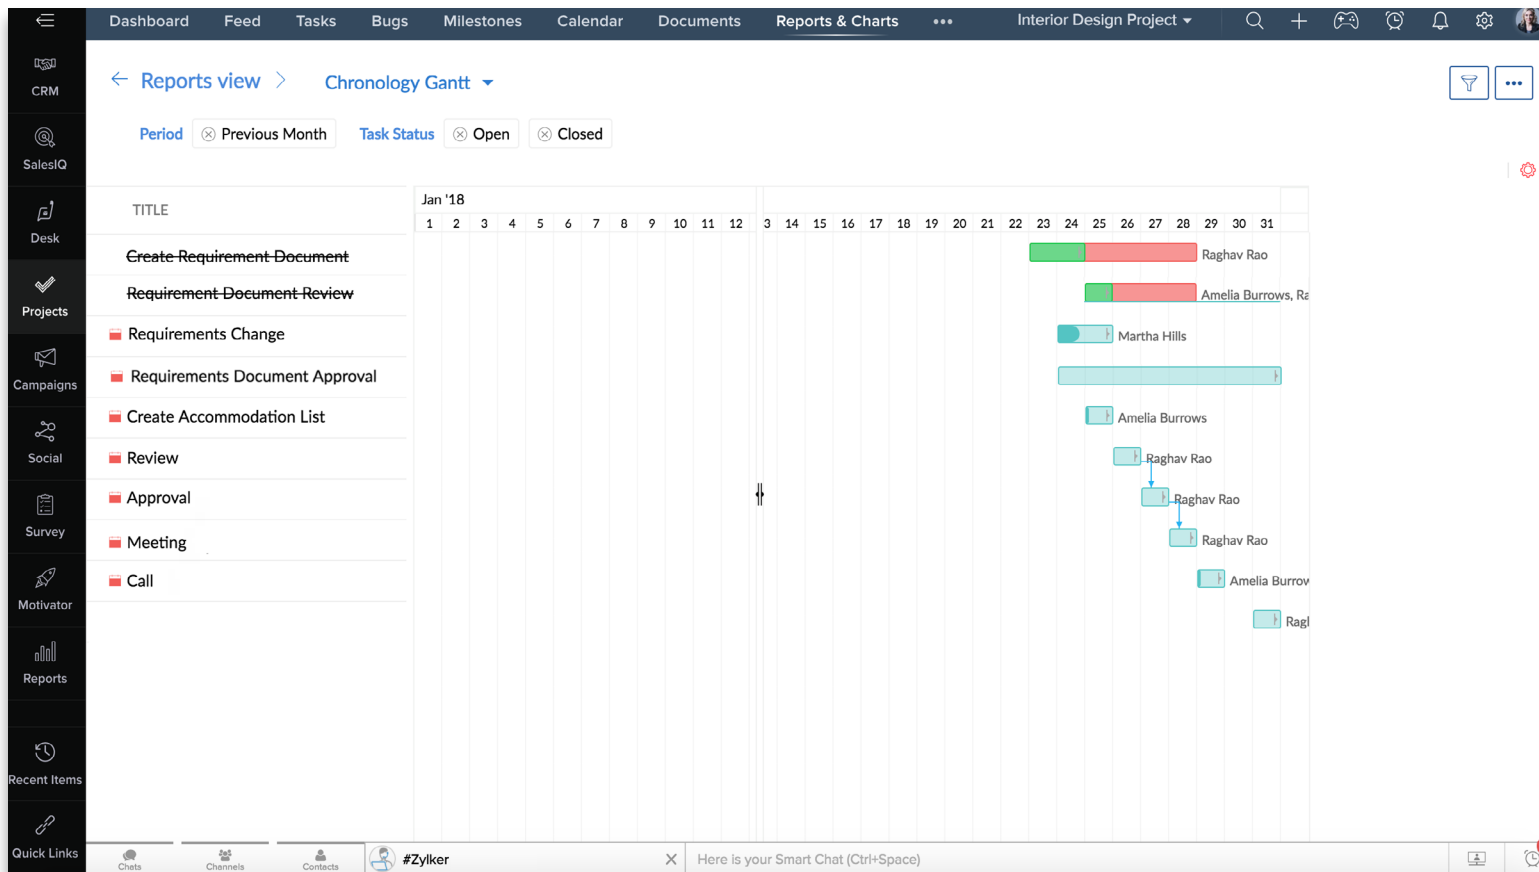 Dashboard Feed Tasks Bugs Milestones Calendar Documents Reports & Charts Interior Design Project
CRM
SalesIQ
Desk
Projects
Campaigns
Social
Survey
Motivator
Reports
Recent Items
Quick Links
Reports view Chronology Gantt
Period Previous Month Task Status Open Closed
TITLE
Create Requirement Document
Requirement Document Review
Requirements Change
Requirements Document Approval
Create Accommodation List
Review
Approval
Meeting
Call
Jan '18
1 2 3 4 5 6 7 8 9 10 11 12 3 14 15 16 17 18 19 20 21 22 23 24 25 26 27 28 29 30 31
Raghav Rao
Amelia Burrows, Ra
Martha Hills
Amelia Burrows
Raghav Rao
Raghav Rao
Raghav Rao
Amelia Burrow
Ragl
Chats Channels Contacts #Zylker Here is your Smart Chat (Ctrl+Space)